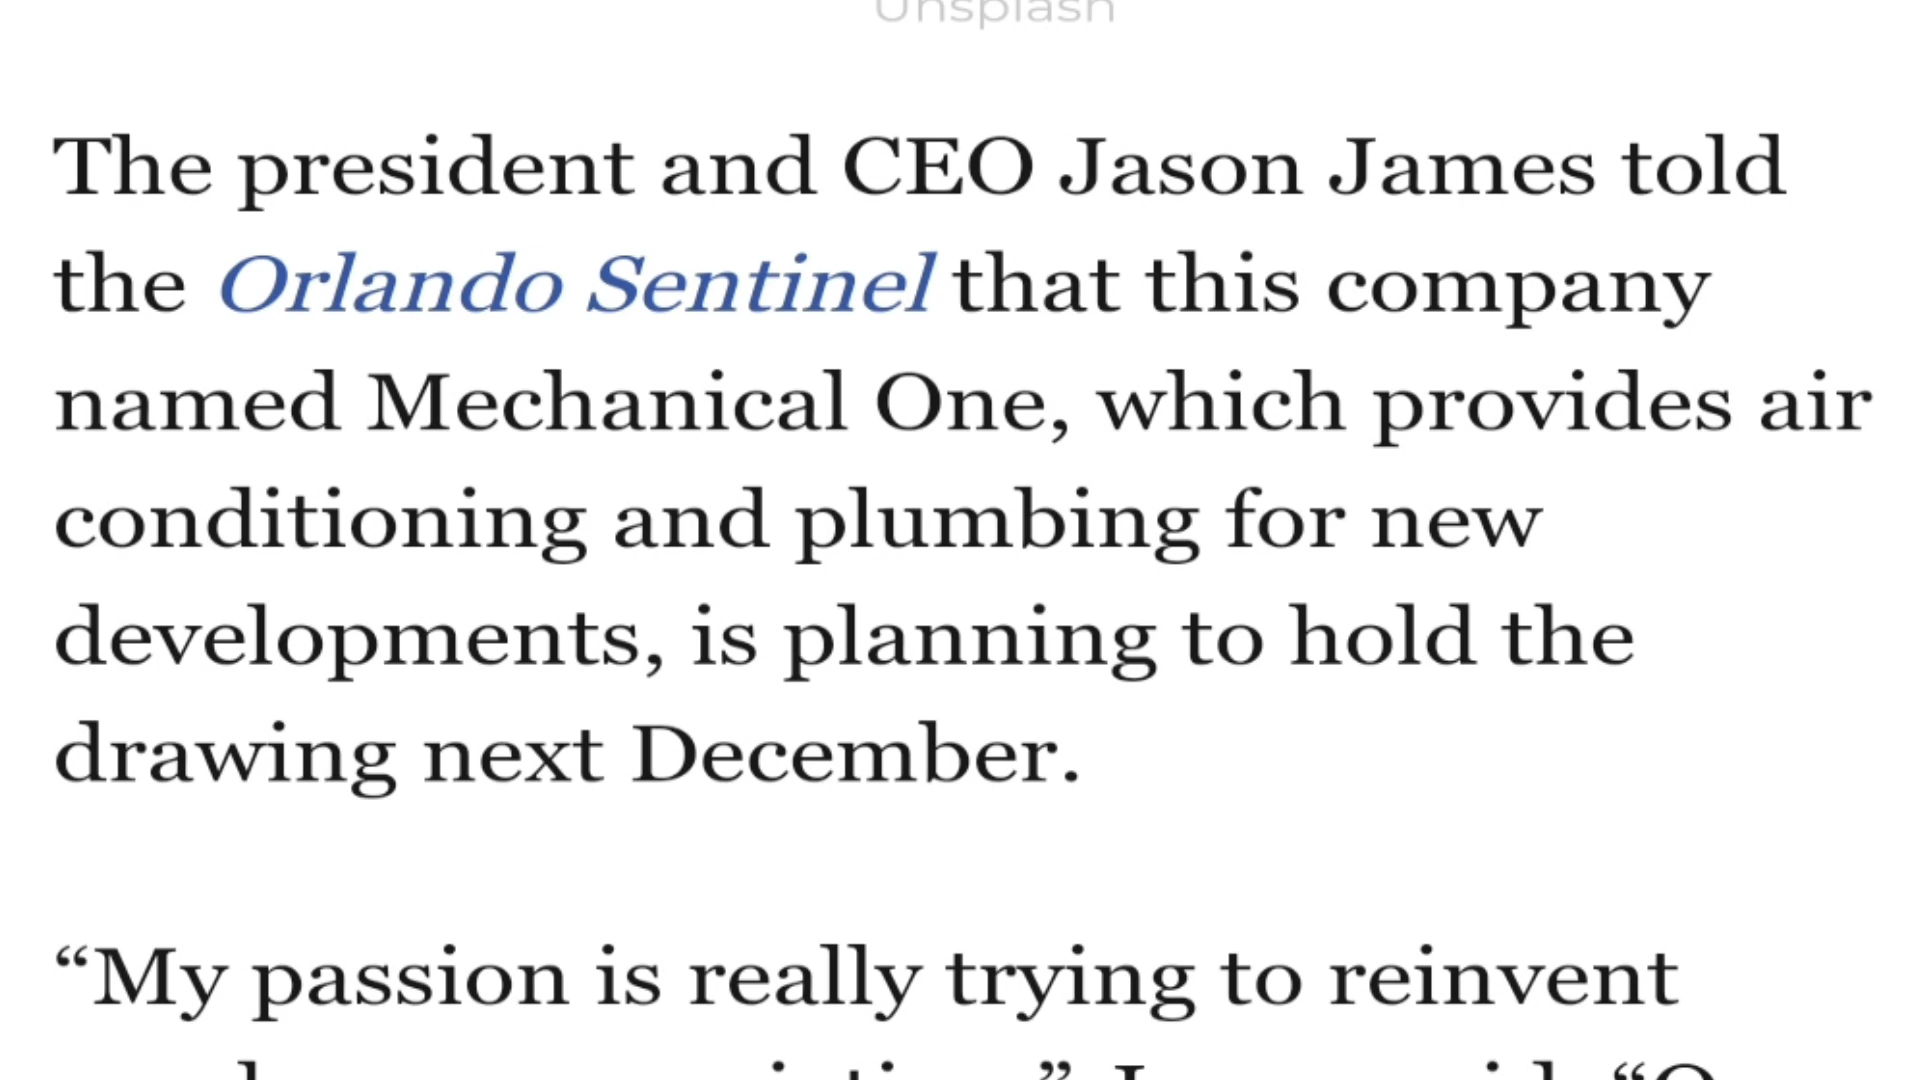 Unsplash
The president and CEO Jason James told
the Orlando Sentinel that this company
named Mechanical One, which provides air
conditioning and plumbing for new
developments, is planning to hold the
drawing next December.
“My passion is really trying to reinvent